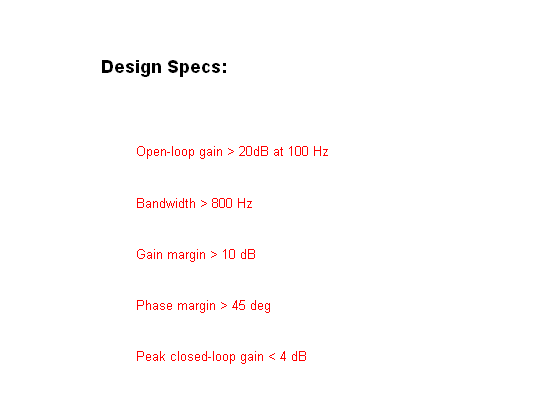 Design Specs:
Open-loop gain > 20dB at 100 Hz
Bandwidth > 800 Hz
Gain margin > 10 dB
Phase margin > 45 deg
Peak closed-loop gain < 4 dB